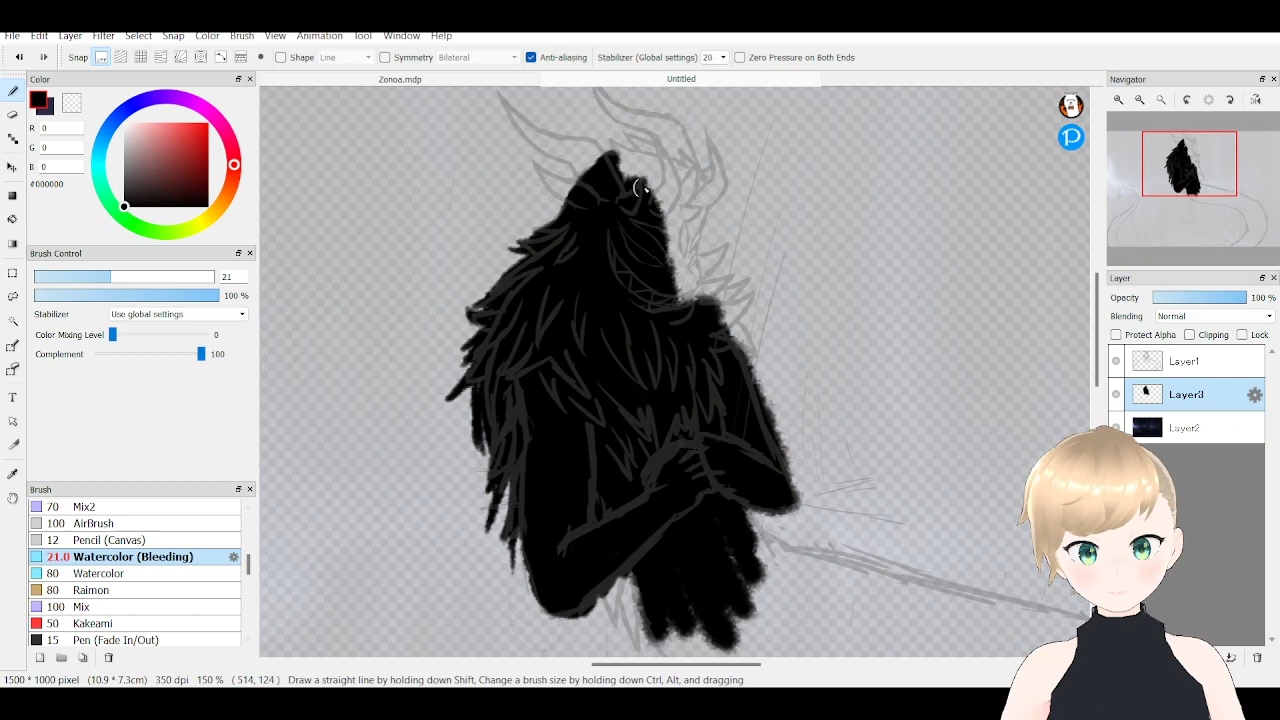 File Edit Layer Filter Select Snap Color Brush View Animation Tool Window Help
Snap Shape Line Symmetry Bilateral Anti-aliasing Stabilizer (Global settings) 20 Zero Pressure on Both Ends
Color
Zonoa.mdp
Untitled
Navigator
R 0
G 0
B 0
#000000
Brush Control
21
100 %
Stabilizer Use global settings
Color Mixing Level 0
Complement 100
Brush
70 Mix2
100 AirBrush
12 Pencil (Canvas)
21.0 Watercolor (Bleeding)
80 Watercolor
80 Raimon
100 Mix
50 Kakeami
15 Pen (Fade In/Out)
Layer
Opacity 100 %
Blending Normal
Protect Alpha Clipping Lock
Layer1
Layer3
Layer2
1500 * 1000 pixel (10.9 * 7.3cm) 350 dpi 150 % ( 514, 124 ) Draw a straight line by holding down Shift, Change a brush size by holding down Ctrl, Alt, and dragging